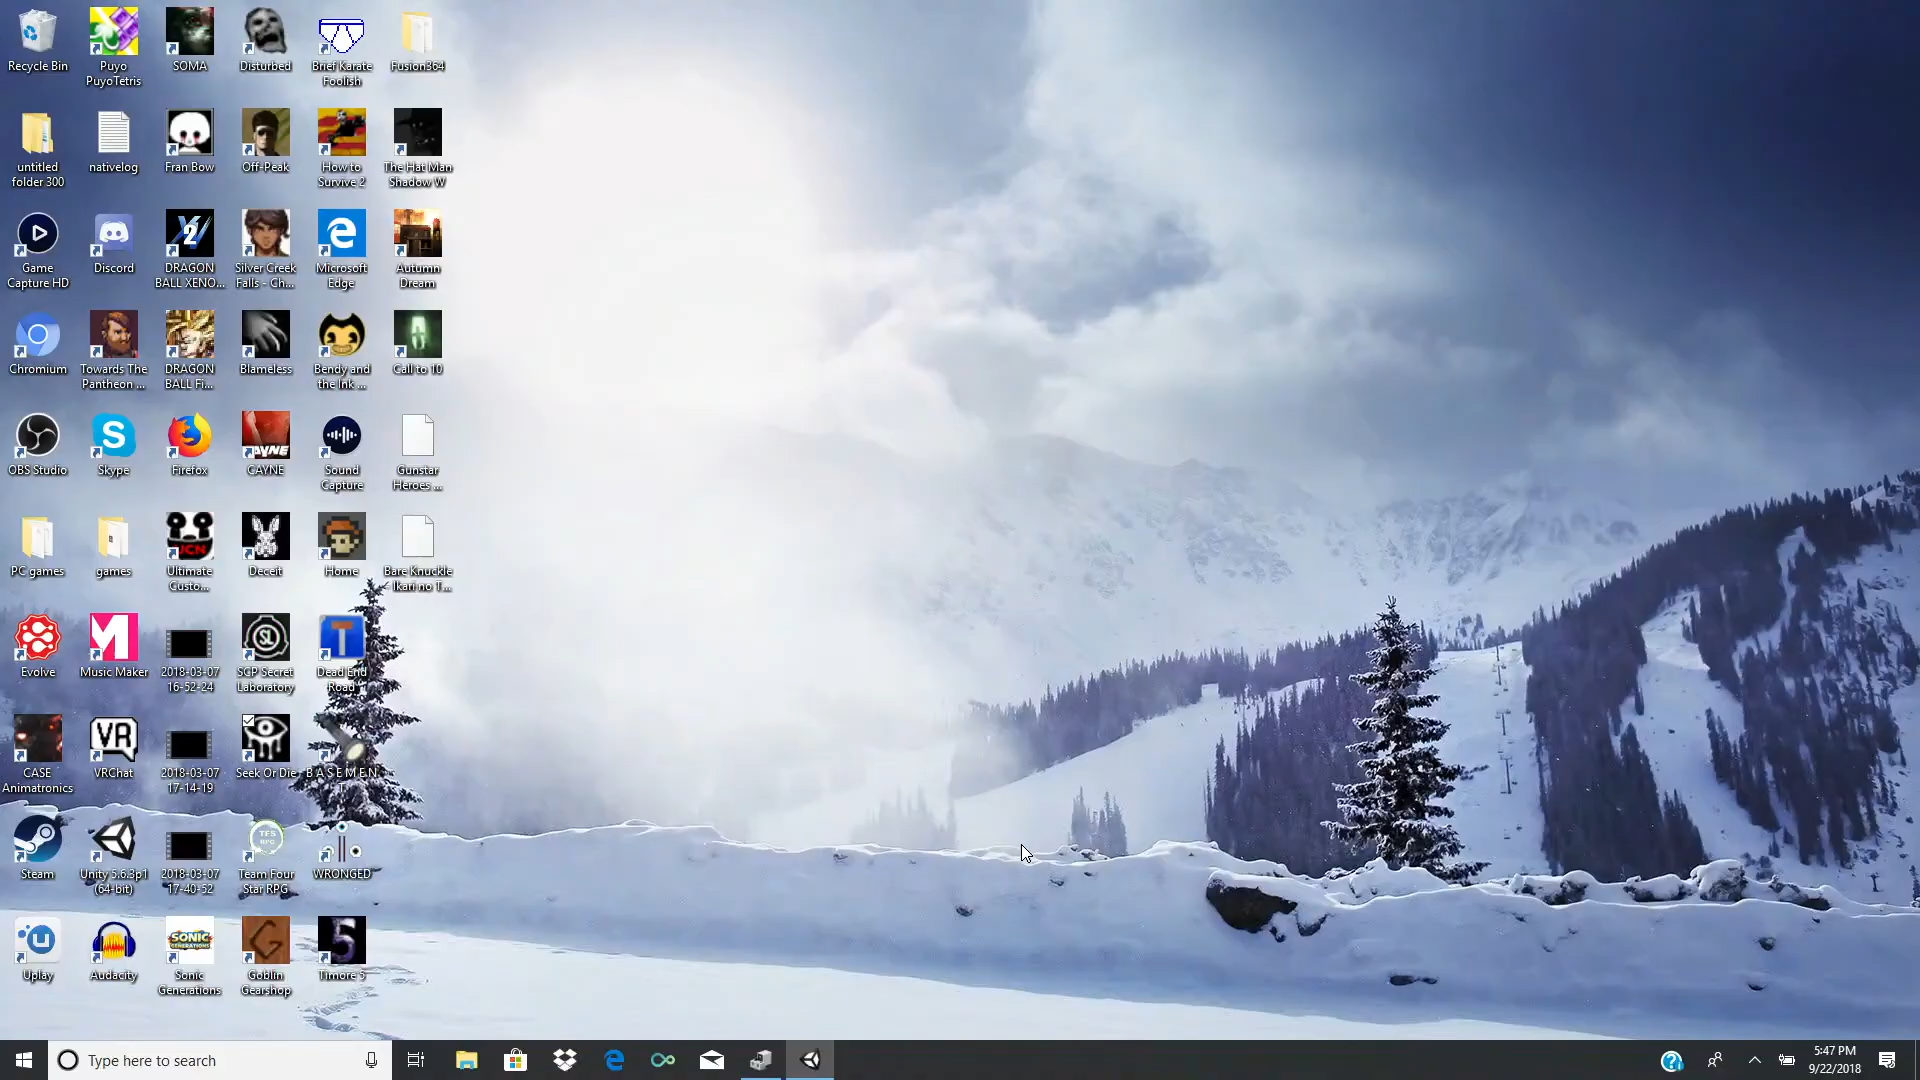 Recycle Bin
Puyo
PuyoTetris
SOMA
Disturbed
Brief Karate
Foolish
Fusion364
untitled
folder 300
nativelog
Fran Bow
Off-Peak
How to
Survive 2
The Hat Man
Shadow W
Game
Capture HD
Discord
DRAGON
BALL XENO...
Silver Creek
Falls - Ch...
Microsoft
Edge
Autumn
Dream
Chromium
Towards The
Pantheon ...
DRAGON
BALL Fi...
Blameless
Bendy and
the Ink ...
Call to 10
OBS Studio
Skype
Firefox
CAYNE
Sound
Capture
Gunstar
Heroes ...
PC games
games
Ultimate
Custo...
Deceit
Home
Bare Knuckle
- Ikari no T...
Evolve
Music Maker
2018-03-07
16-52-24
SCP Secret
Laboratory
Dead End
Road
CASE
Animatronics
VRChat
2018-03-07
17-14-19
Seek Or Die
B A S E M E N
T
Steam
Unity 5.6.3p1
(64-bit)
2018-03-07
17-40-52
Team Four
Star RPG
WRONGED
Uplay
Audacity
Sonic
Generations
Goblin
Gearshop
Timore 5
Type here to search
5:47 PM
9/22/2018